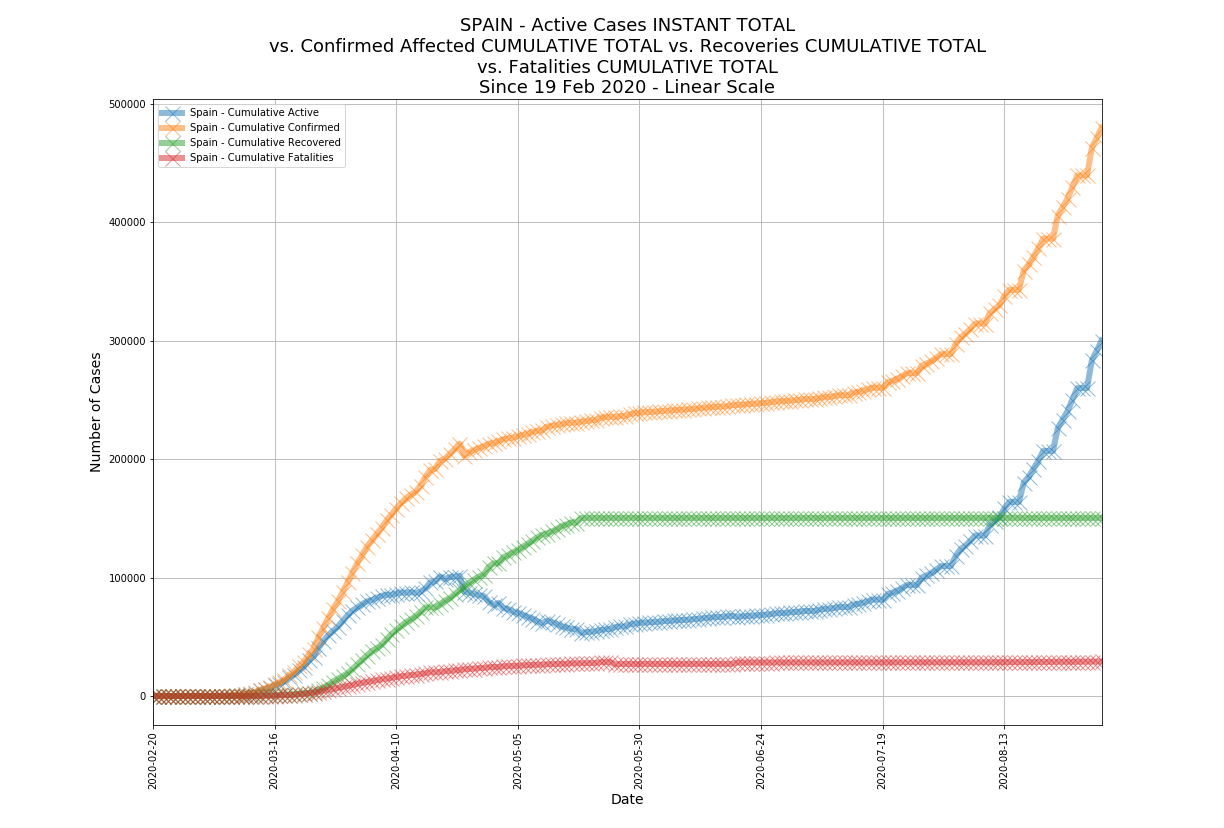 SPAIN - Active Cases INSTANT TOTAL
vs. Confirmed Affected CUMULATIVE TOTAL vs. Recoveries CUMULATIVE TOTAL
vs. Fatalities CUMULATIVE TOTAL
Since 19 Feb 2020 - Linear Scale
Spain - Cumulative Active
Spain - Cumulative Confirmed
Spain - Cumulative Recovered
Spain - Cumulative Fatalities
Number of Cases
500000
400000
300000
200000
100000
0
2020-02-20
2020-03-16
2020-04-10
2020-05-05
2020-05-30
2020-06-24
2020-07-19
2020-08-13
Date